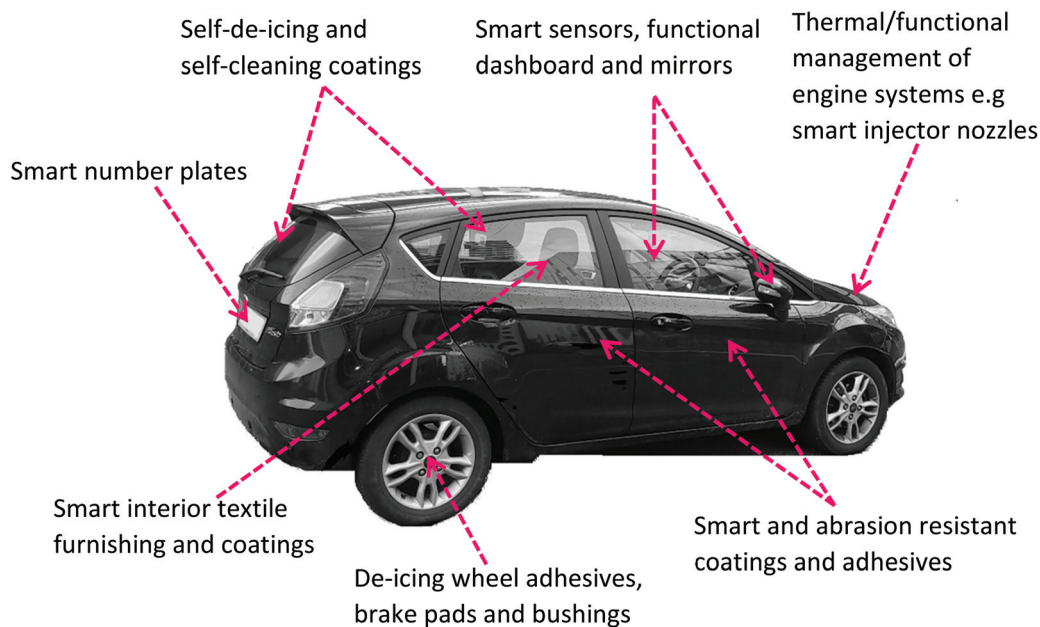 Self-de-icing and
self-cleaning coatings
Smart sensors, functional
dashboard and mirrors
Thermal/functional
management of
engine systems e.g
smart injector nozzles
Smart number plates
Smart interior textile
furnishing and coatings
De-icing wheel adhesives,
brake pads and bushings
Smart and abrasion resistant
coatings and adhesives